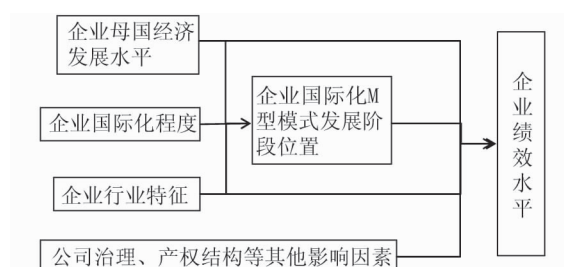 企业母国经济
发展水平
企业国际化程度
企业行业特征
公司治理、产权结构等其他影响因素
企业国际化M
型模式发展阶
段位置
企业绩效水平